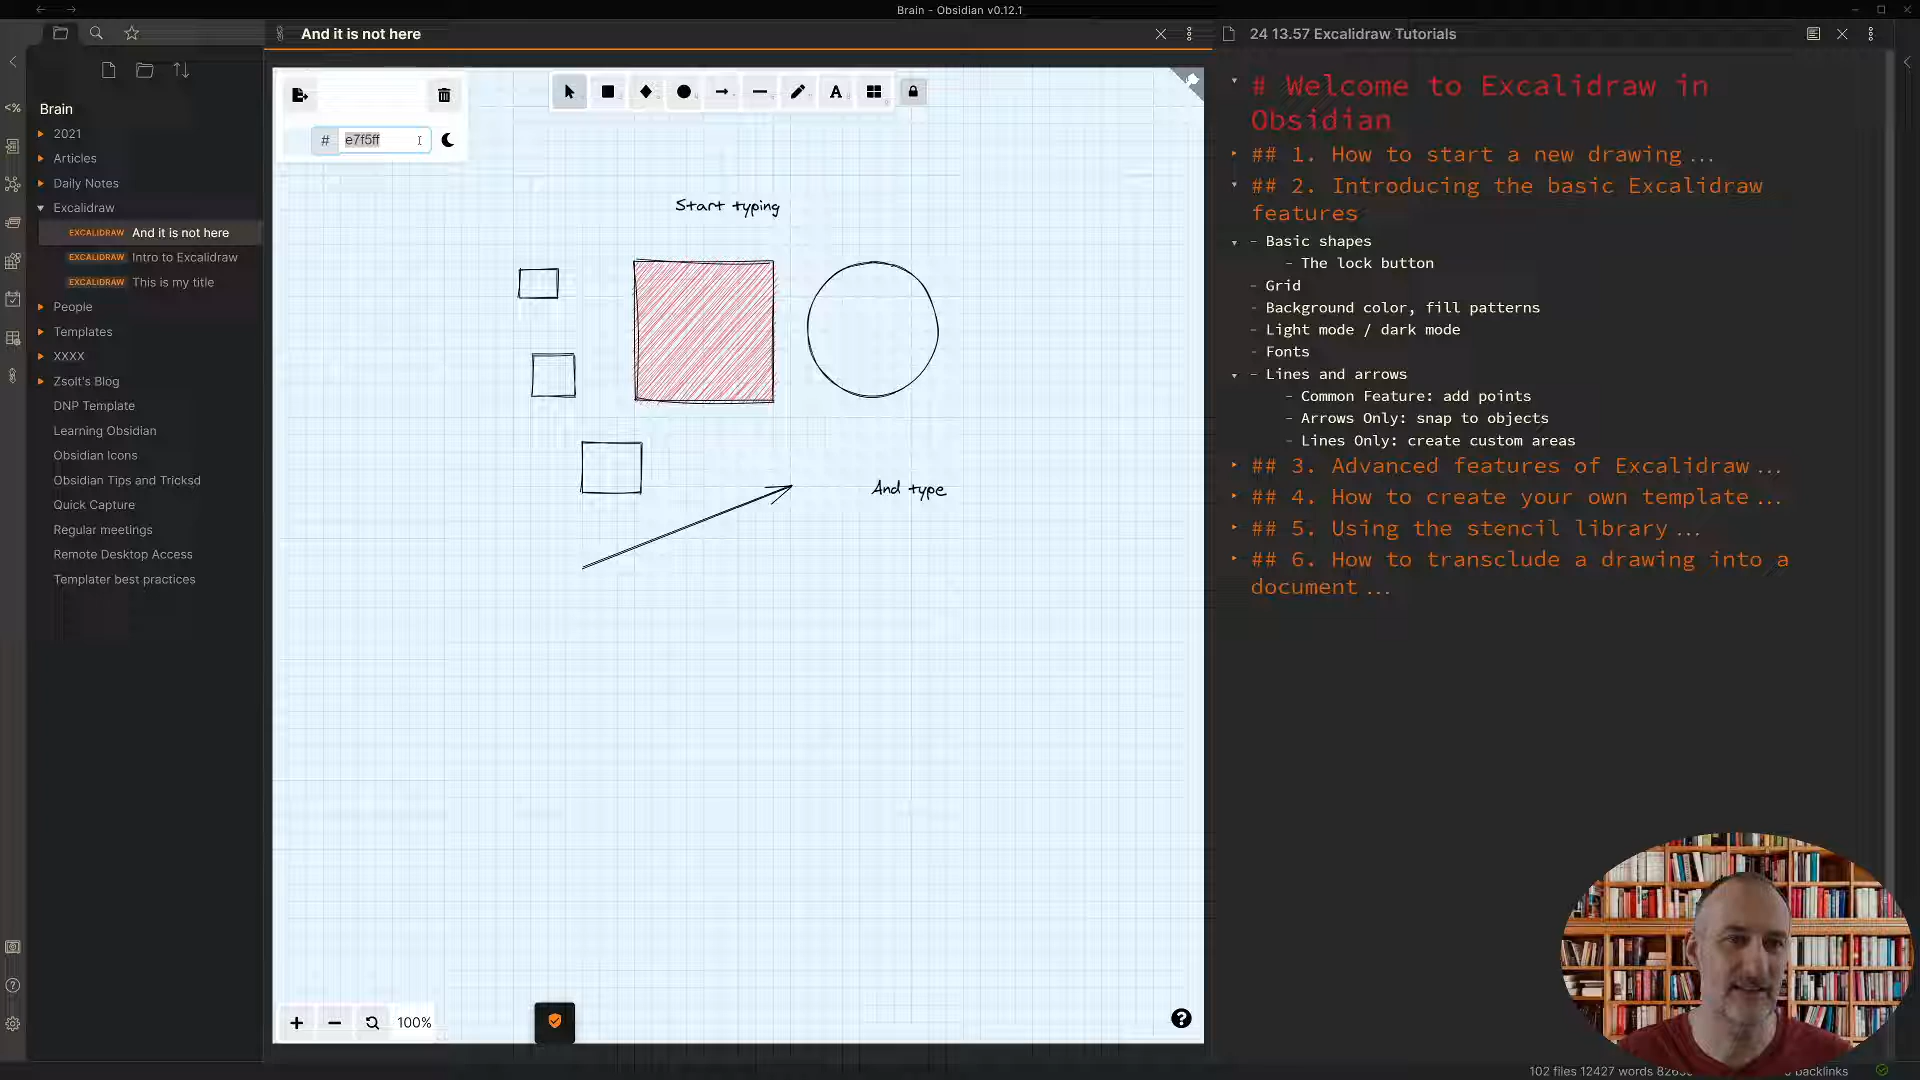 Brain - Obsidian v0.12.1
And it is not here
24 13.57 Excalidraw Tutorials
Brain
2021
Articles
Daily Notes
Excalidraw
EXCALIDRAW And it is not here
EXCALIDRAW Intro to Excalidraw
EXCALIDRAW This is my title
People
Templates
XXXX
Zsolt's Blog
DNP Template
Learning Obsidian
Obsidian Icons
Obsidian Tips and Tricksd
Quick Capture
Regular meetings
Remote Desktop Access
Templater best practices
# e7f5ff
A
Start typing
And type
100%
# Welcome to Excalidraw in
Obsidian
## 1. How to start a new drawing...
## 2. Introducing the basic Excalidraw
features
- Basic shapes
- The lock button
- Grid
- Background color, fill patterns
- Light mode / dark mode
- Fonts
- Lines and arrows
- Common Feature: add points
- Arrows Only: snap to objects
- Lines Only: create custom areas
## 3. Advanced features of Excalidraw...
## 4. How to create your own template...
## 5. Using the stencil library...
## 6. How to transclude a drawing into a
document...
102 files 12427 words
backlinks